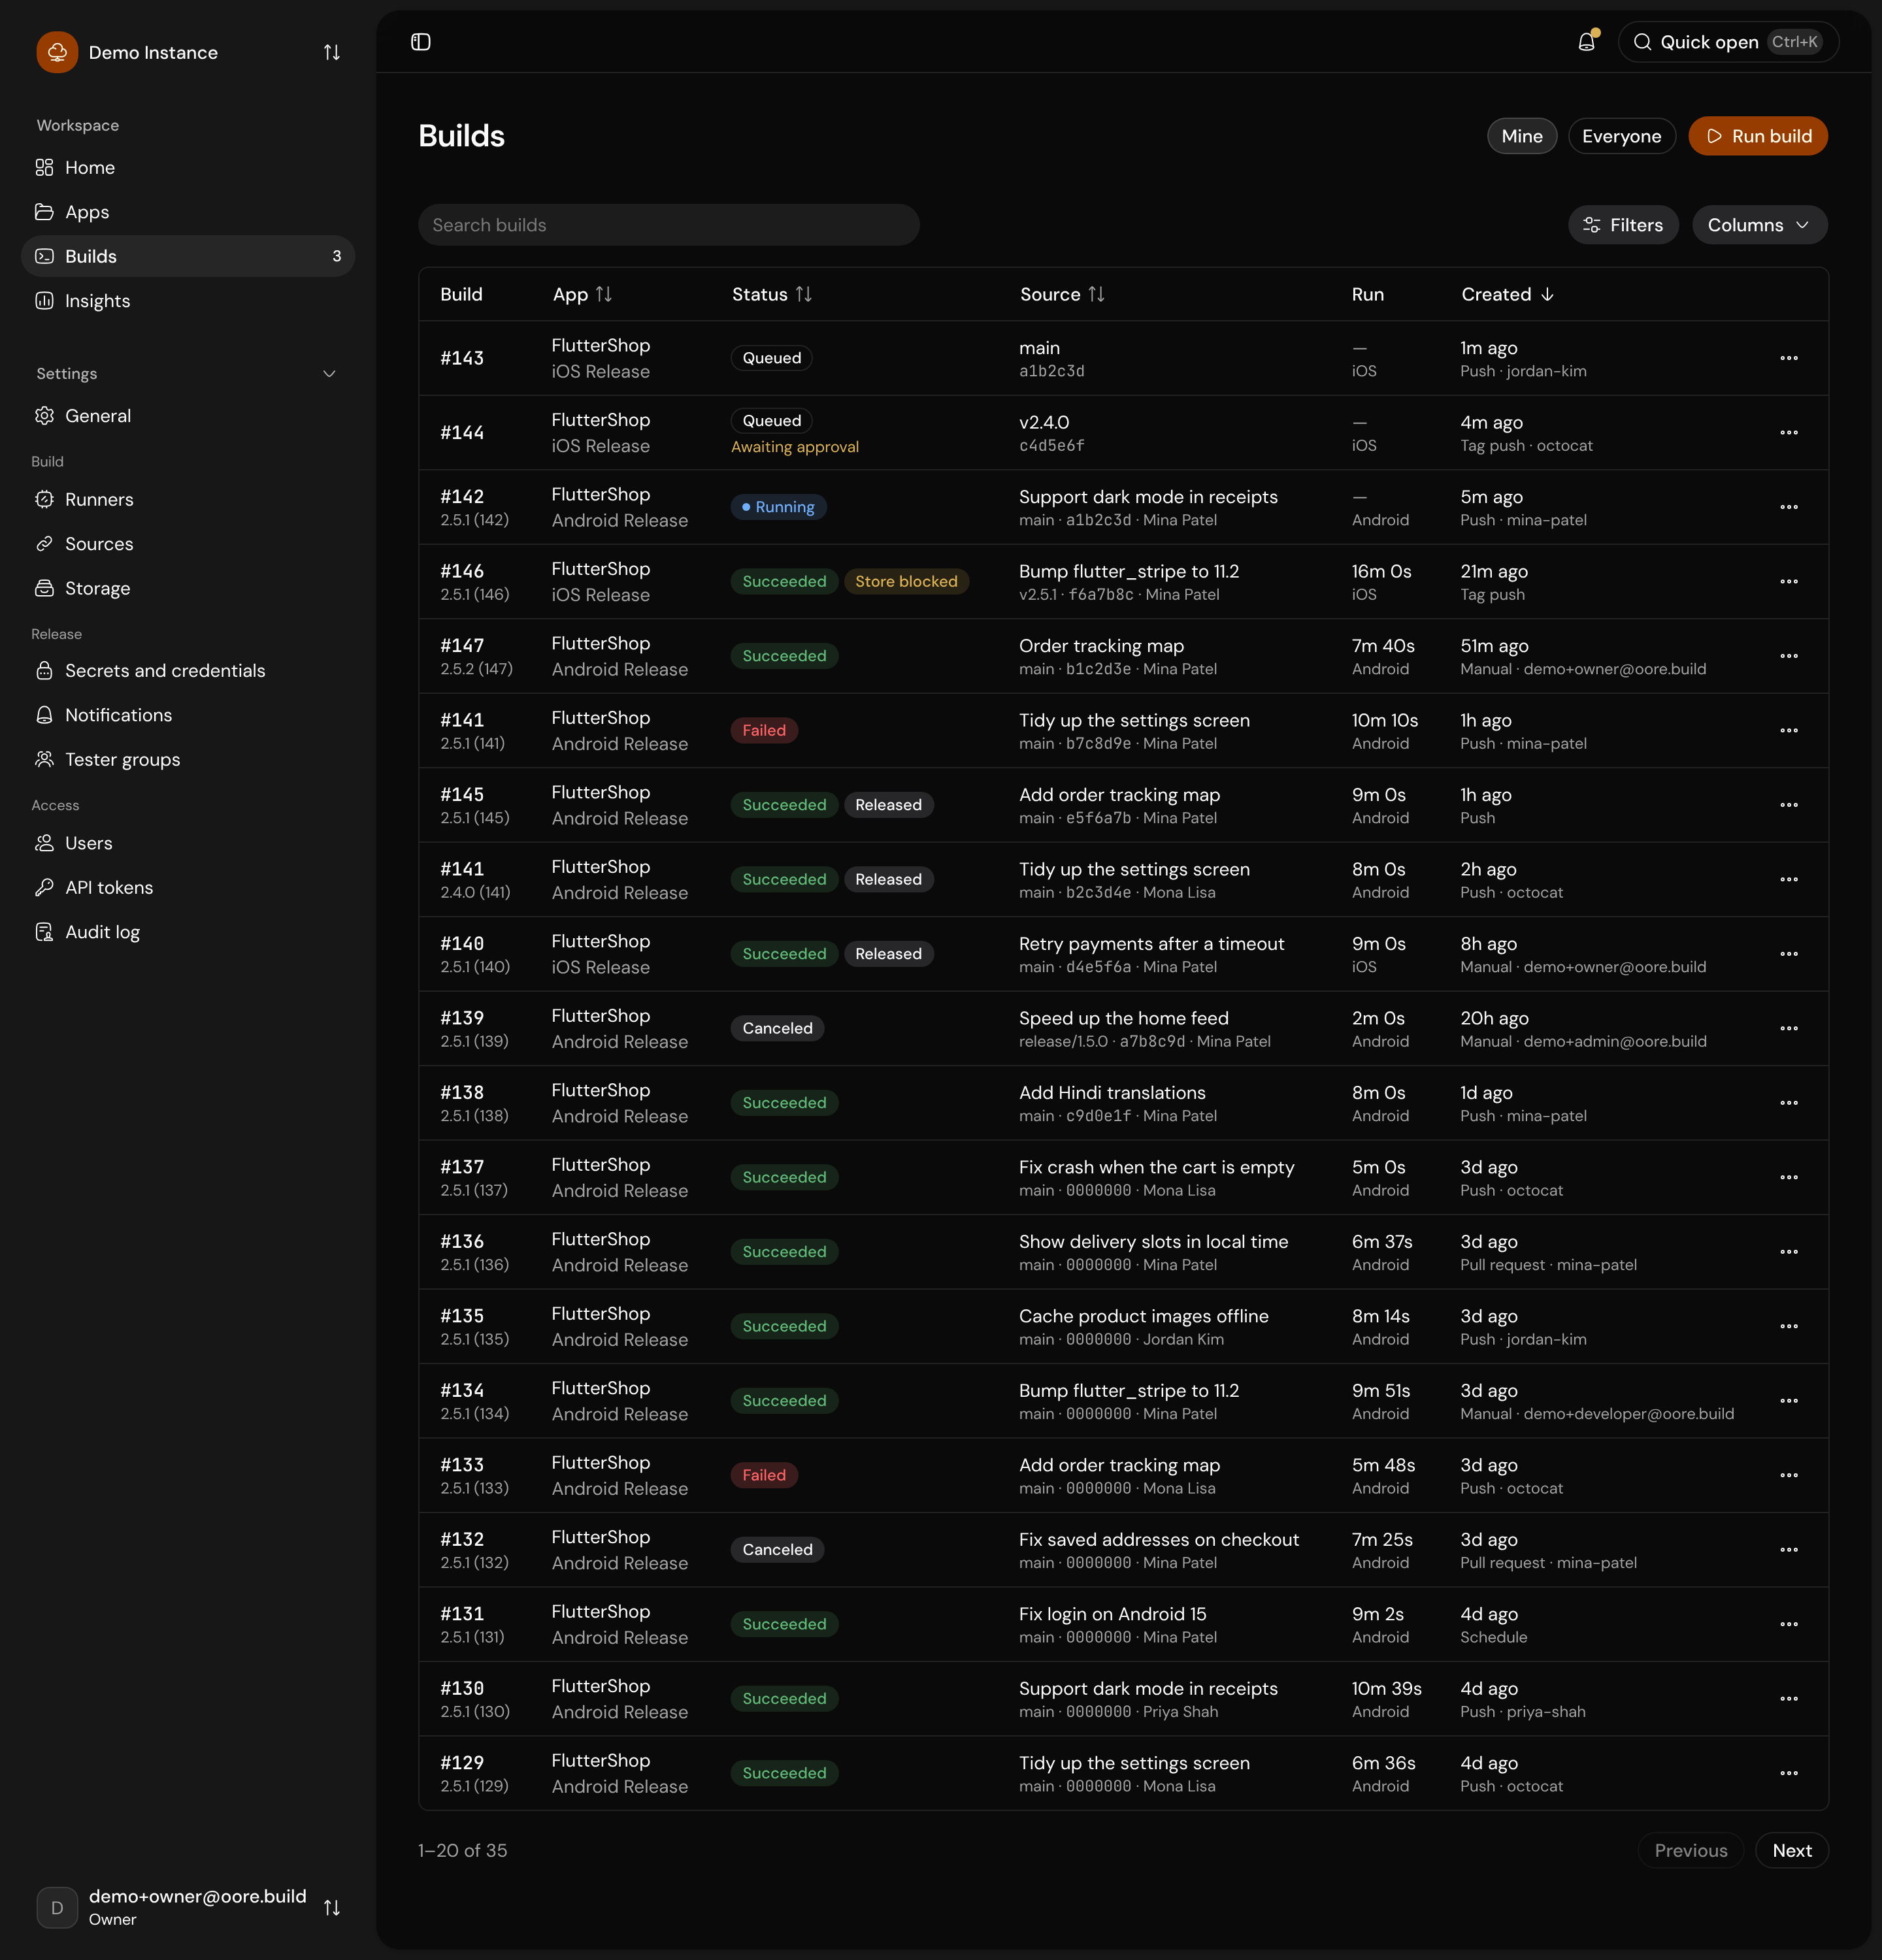 Demo Instance
Workspace
Home
Apps
Builds 3
Insights
Settings
General
Build
Runners
Sources
Storage
Release
Secrets and credentials
Notifications
Tester groups
Access
Users
API tokens
Audit log
D
demo+owner@oore.build
Owner
Quick open Ctrl+K
Builds
Mine Everyone Run build
Search builds
Filters Columns
Build App Status Source Run Created
#143 FlutterShop Queued main — 1m ago
iOS Release a1b2c3d iOS Push · jordan-kim
#144 FlutterShop Queued v2.4.0 — 4m ago
iOS Release Awaiting approval c4d5e6f iOS Tag push · octocat
#142 FlutterShop Running Support dark mode in receipts — 5m ago
2.5.1 (142) Android Release main · a1b2c3d · Mina Patel Android Push · mina-patel
#146 FlutterShop Succeeded Store blocked Bump flutter_stripe to 11.2 16m 0s 21m ago
2.5.1 (146) iOS Release v2.5.1 · f6a7b8c · Mina Patel iOS Tag push
#147 FlutterShop Succeeded Order tracking map 7m 40s 51m ago
2.5.2 (147) Android Release main · b1c2d3e · Mina Patel Android Manual · demo+owner@oore.build
#141 FlutterShop Failed Tidy up the settings screen 10m 10s 1h ago
2.5.1 (141) Android Release main · b7c8d9e · Mina Patel Android Push · mina-patel
#145 FlutterShop Succeeded Released Add order tracking map 9m 0s 1h ago
2.5.1 (145) Android Release main · e5f6a7b · Mina Patel Android Push
#141 FlutterShop Succeeded Released Tidy up the settings screen 8m 0s 2h ago
2.4.0 (141) Android Release main · b2c3d4e · Mona Lisa Android Push · octocat
#140 FlutterShop Succeeded Released Retry payments after a timeout 9m 0s 8h ago
2.5.1 (140) iOS Release main · d4e5f6a · Mina Patel iOS Manual · demo+owner@oore.build
#139 FlutterShop Canceled Speed up the home feed 2m 0s 20h ago
2.5.1 (139) Android Release release/1.5.0 · a7b8c9d · Mina Patel Android Manual · demo+admin@oore.build
#138 FlutterShop Succeeded Add Hindi translations 8m 0s 1d ago
2.5.1 (138) Android Release main · c9d0e1f · Mina Patel Android Push · mina-patel
#137 FlutterShop Succeeded Fix crash when the cart is empty 5m 0s 3d ago
2.5.1 (137) Android Release main · 0000000 · Mona Lisa Android Push · octocat
#136 FlutterShop Succeeded Show delivery slots in local time 6m 37s 3d ago
2.5.1 (136) Android Release main · 0000000 · Mina Patel Android Pull request · mina-patel
#135 FlutterShop Succeeded Cache product images offline 8m 14s 3d ago
2.5.1 (135) Android Release main · 0000000 · Jordan Kim Android Push · jordan-kim
#134 FlutterShop Succeeded Bump flutter_stripe to 11.2 9m 51s 3d ago
2.5.1 (134) Android Release main · 0000000 · Mina Patel Android Manual · demo+developer@oore.build
#133 FlutterShop Failed Add order tracking map 5m 48s 3d ago
2.5.1 (133) Android Release main · 0000000 · Mona Lisa Android Push · octocat
#132 FlutterShop Canceled Fix saved addresses on checkout 7m 25s 3d ago
2.5.1 (132) Android Release main · 0000000 · Mina Patel Android Pull request · mina-patel
#131 FlutterShop Succeeded Fix login on Android 15 9m 2s 4d ago
2.5.1 (131) Android Release main · 0000000 · Mina Patel Android Schedule
#130 FlutterShop Succeeded Support dark mode in receipts 10m 39s 4d ago
2.5.1 (130) Android Release main · 0000000 · Priya Shah Android Push · priya-shah
#129 FlutterShop Succeeded Tidy up the settings screen 6m 36s 4d ago
2.5.1 (129) Android Release main · 0000000 · Mona Lisa Android Push · octocat
1–20 of 35 Previous Next